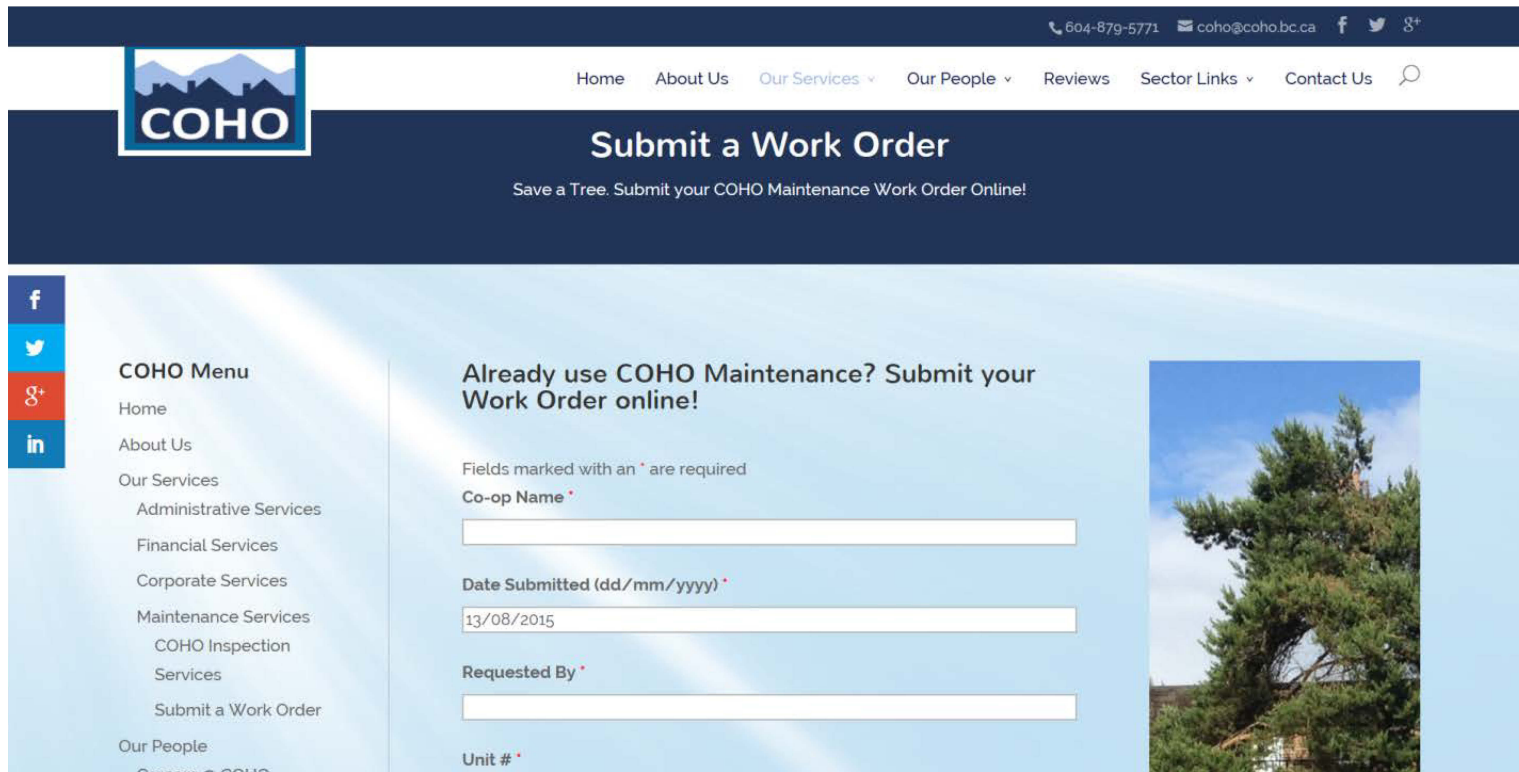 604-879-5771 coho@coho.bc.ca f g+
COHO
Home About Us Our Services Our People Reviews Sector Links Contact Us
Submit a Work Order
Save a Tree. Submit your COHO Maintenance Work Order Online!
f
g+
in
COHO Menu
Home
About Us
Our Services
Administrative Services
Financial Services
Corporate Services
Maintenance Services
COHO Inspection
Services
Submit a Work Order
Our People
Already use COHO Maintenance? Submit your
Work Order online!
Fields marked with an * are required
Co-op Name *
Date Submitted (dd/mm/yyyy) *
13/08/2015
Requested By *
Unit # *